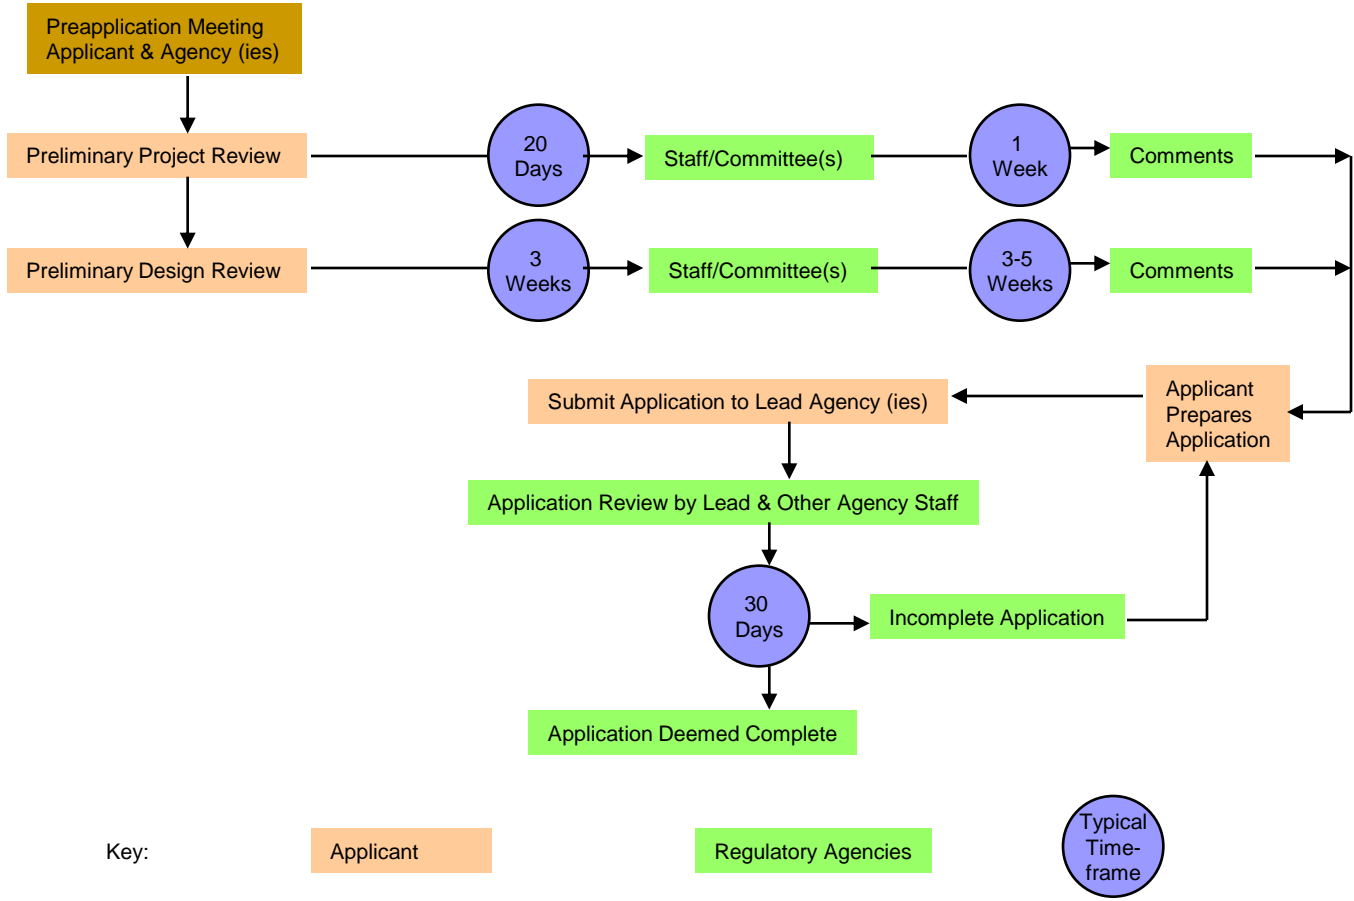 Preapplication Meeting
Applicant & Agency (ies)
Preliminary Project Review
20
Days
Staff/Committee(s)
1
Week
Comments
Preliminary Design Review
3
Weeks
Staff/Committee(s)
3-5
Weeks
Comments
Applicant
Prepares
Application
Submit Application to Lead Agency (ies)
Application Review by Lead & Other Agency Staff
30
Days
Incomplete Application
Application Deemed Complete
Key:
Applicant
Regulatory Agencies
Typical
Time-
frame